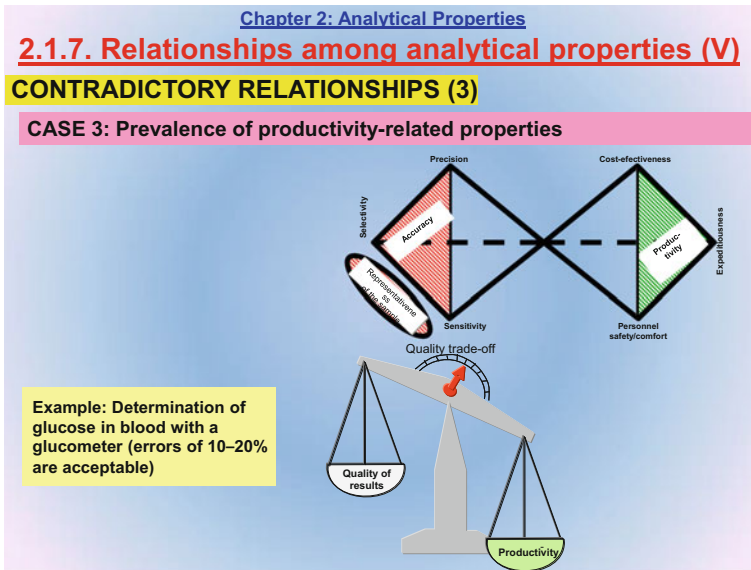 Chapter 2: Analytical Properties
2.1.7. Relationships among analytical properties (V)
CONTRADICTORY RELATIONSHIPS (3)
CASE 3: Prevalence of productivity-related properties
Precision
Cost-efectiveness
Selectivity
Accuracy
Produc-
tivity
Expeditiousness
Representativene
ss
of the sample
Sensitivity
Personnel
safety/comfort
Quality trade-off
Example: Determination of
glucose in blood with a
glucometer (errors of 10–20%
are acceptable)
Quality of
results
Productivity